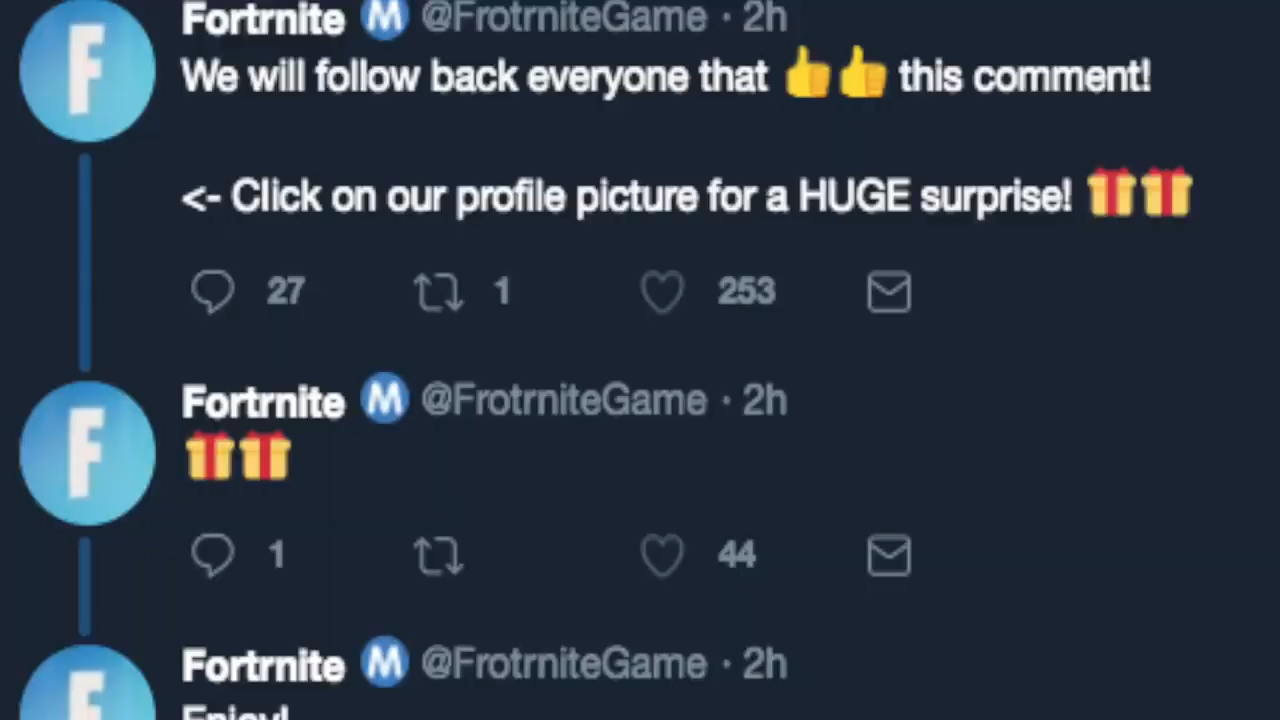 Fortrnite Ⓜ️ @FrotrniteGame · 2h
We will follow back everyone that 👍👍 this comment!
<- Click on our profile picture for a HUGE surprise! 🎁🎁
27 1 253
Fortrnite Ⓜ️ @FrotrniteGame · 2h
🎁🎁
1 44
Fortrnite Ⓜ️ @FrotrniteGame · 2h
Enjoy!